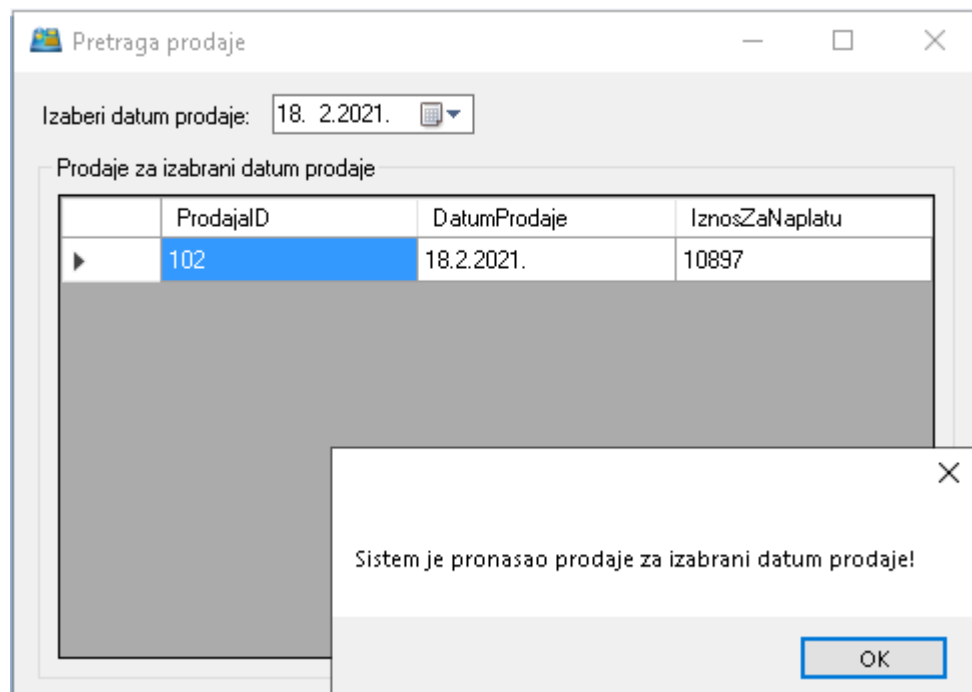 Pretraga prodaje
Izaberi datum prodaje: 18. 2.2021.
Prodaje za izabrani datum prodaje
ProdajaID DatumProdaje IznosZaNaplatu
102 18.2.2021. 10897
Sistem je pronasao prodaje za izabrani datum prodaje!
OK